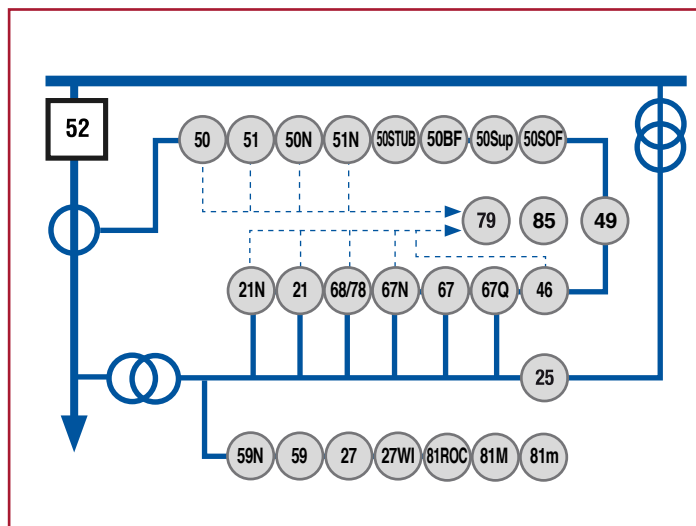 52
50 51 50N 51N 50STUB 50BF 50Sup 50SOF
79 85 49
21N 21 68/78 67N 67 67Q 46
25
59N 59 27 27WI 81ROC 81M 81m